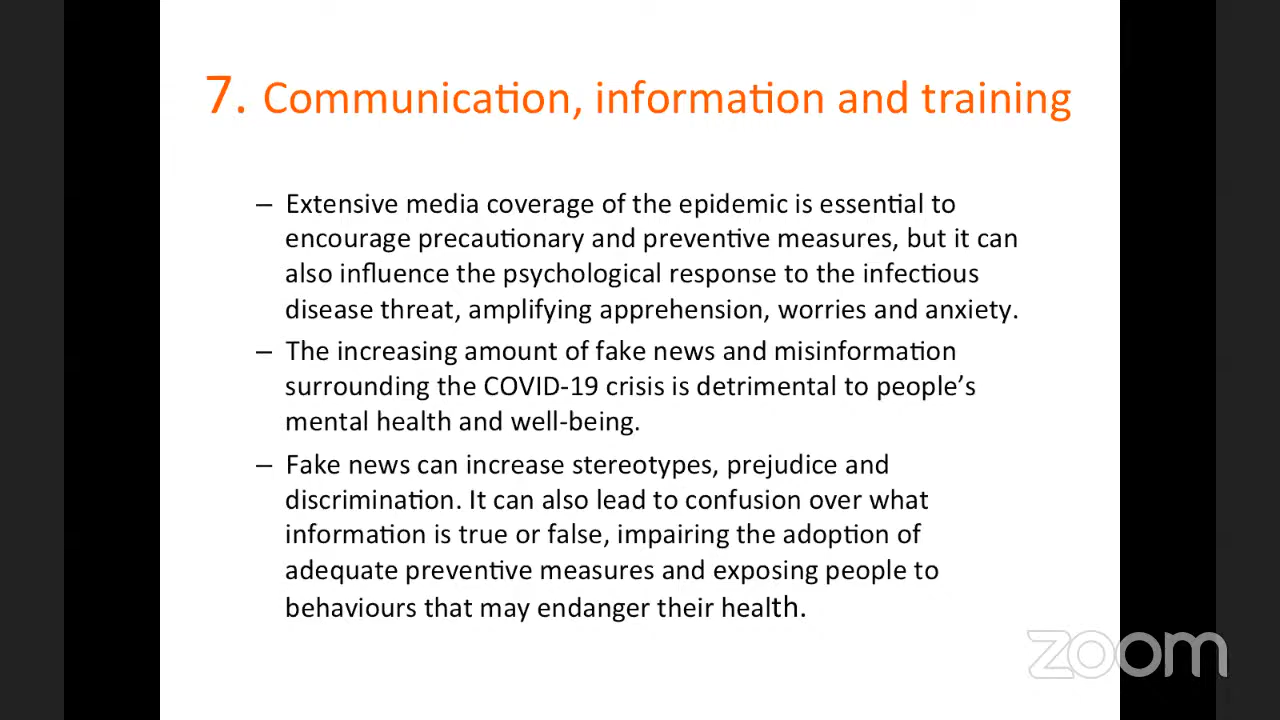 7. Communication, information and training
– Extensive media coverage of the epidemic is essential to
encourage precautionary and preventive measures, but it can
also influence the psychological response to the infectious
disease threat, amplifying apprehension, worries and anxiety.
– The increasing amount of fake news and misinformation
surrounding the COVID-19 crisis is detrimental to people’s
mental health and well-being.
– Fake news can increase stereotypes, prejudice and
discrimination. It can also lead to confusion over what
information is true or false, impairing the adoption of
adequate preventive measures and exposing people to
behaviours that may endanger their health.
zoom